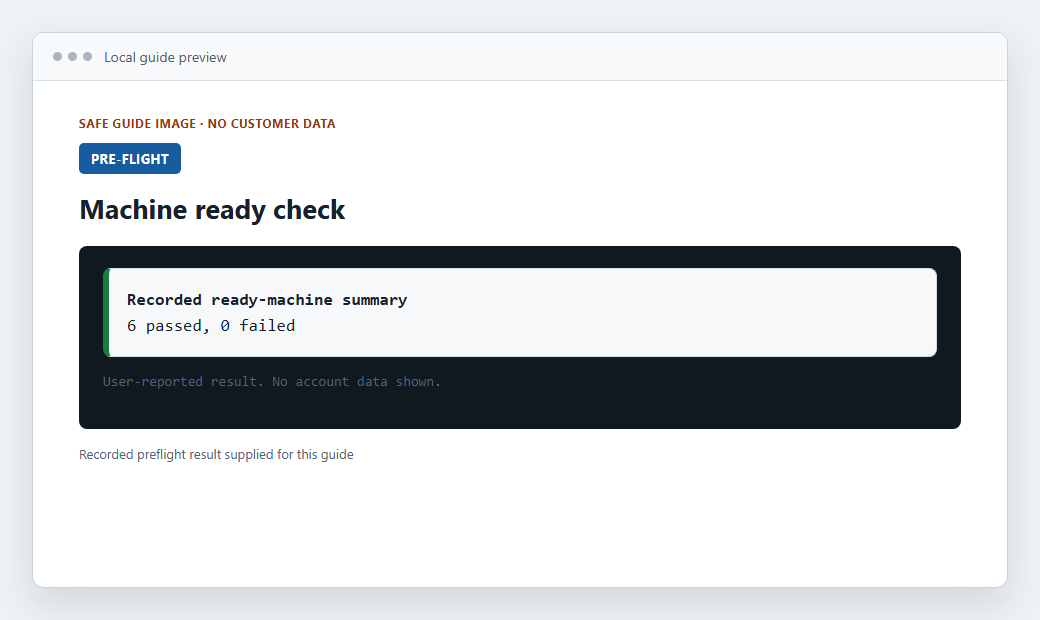 Local guide preview
SAFE GUIDE IMAGE · NO CUSTOMER DATA
PRE-FLIGHT
Machine ready check
Recorded ready-machine summary
6 passed, 0 failed
User-reported result. No account data shown.
Recorded preflight result supplied for this guide